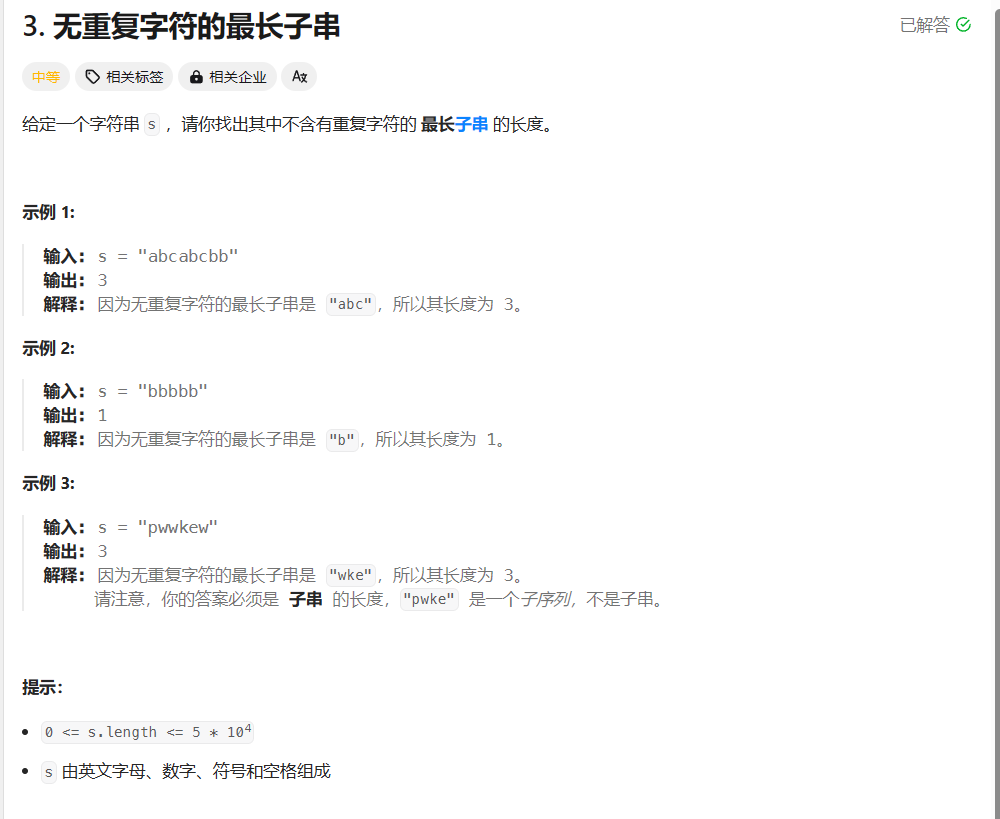 3. 无重复字符的最长子串
已解答
中等 相关标签 相关企业 Aż
给定一个字符串 s ，请你找出其中不含有重复字符的 最长子串 的长度。
示例 1:
输入: s = "abcabcbb"
输出: 3
解释: 因为无重复字符的最长子串是 "abc"，所以其长度为 3。
示例 2:
输入: s = "bbbbb"
输出: 1
解释: 因为无重复字符的最长子串是 "b"，所以其长度为 1。
示例 3:
输入: s = "pwwkew"
输出: 3
解释: 因为无重复字符的最长子串是 "wke"，所以其长度为 3。
请注意，你的答案必须是 子串 的长度，"pwke" 是一个子序列，不是子串。
提示：
0 <= s.length <= 5 * 10⁴
s 由英文字母、数字、符号和空格组成